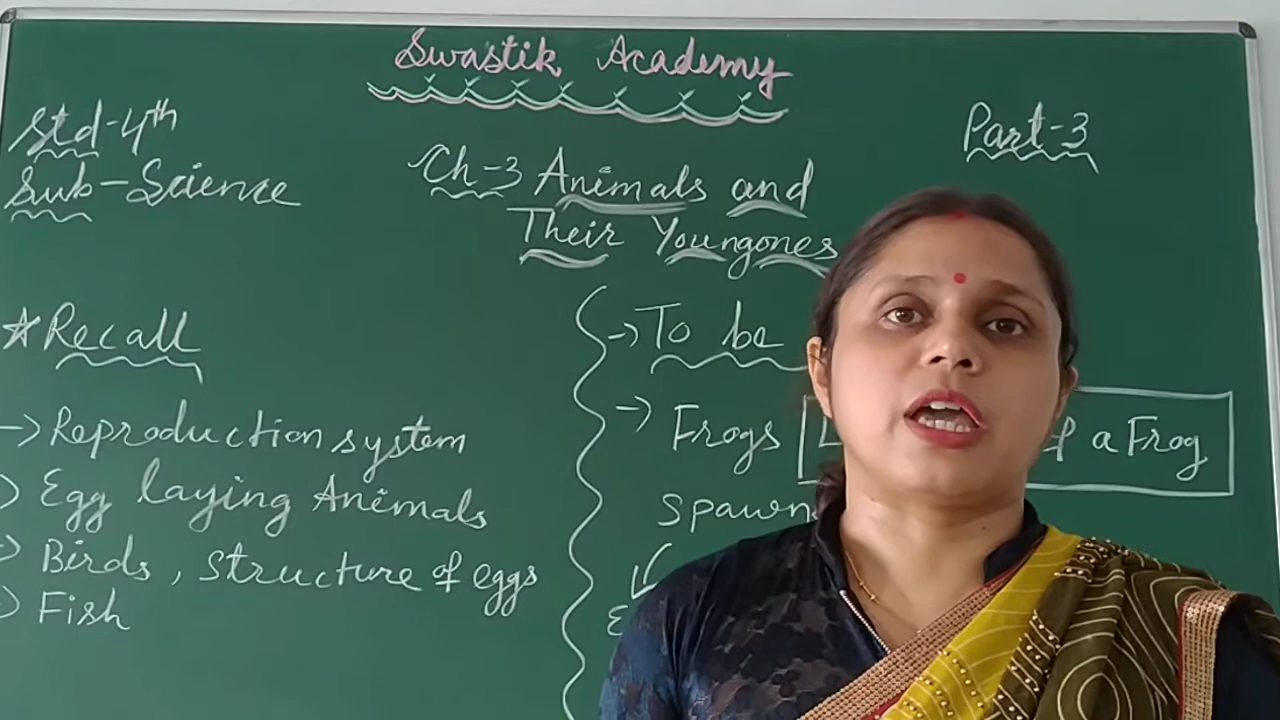 Swastik Academy
Std-4th
Sub-Science
Part-3
Ch-3 Animals and
Their Youngones
☆Recall
-> Reproduction system
Egg laying Animals
Birds, structure of eggs
Fish
-> To be
-> Frogs
a Frog
spawn